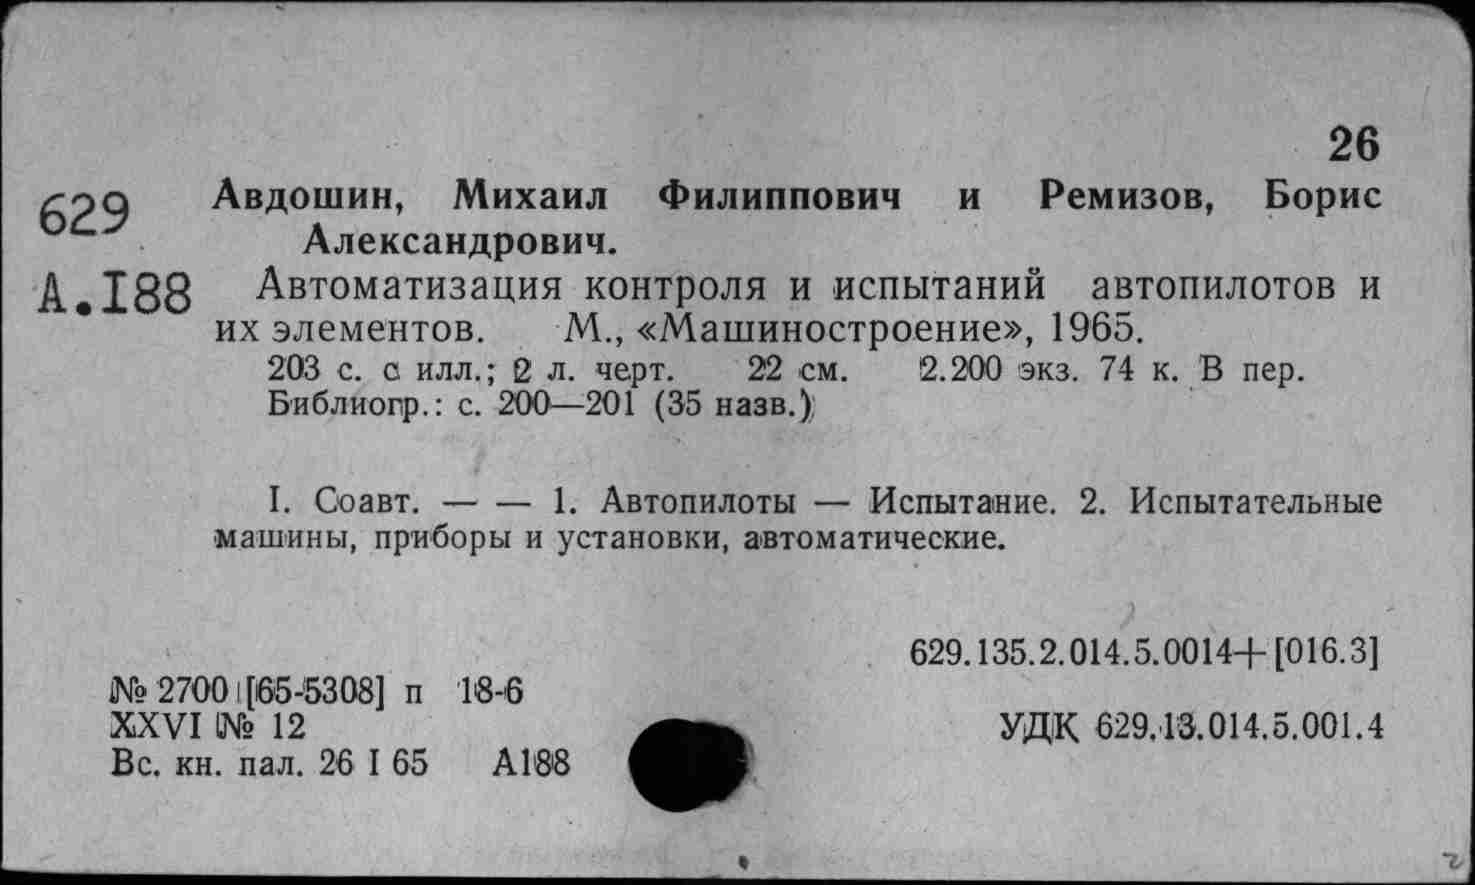 26
629 Авдошин, Михаил Филиппович и Ремизов, Борис
Александрович.
А.I88 Автоматизация контроля и испытаний автопилотов и
их элементов. М., «Машиностроение», 1965.
203 с. с илл.; 2 л. черт. 22 см. 2.200 экз. 74 к. В пер.
Библиогр.: с. 200—201 (35 назв.)
I. Соавт. — — 1. Автопилоты — Испытание. 2. Испытательные
машины, приборы и установки, автоматические.
629.135.2.014.5.0014+[016.3]
№ 2700 [65-5308] п 18-6
XXVI № 12 УДК 629.13.014.5.001.4
Вс. кн. пал. 26 I 65 А188